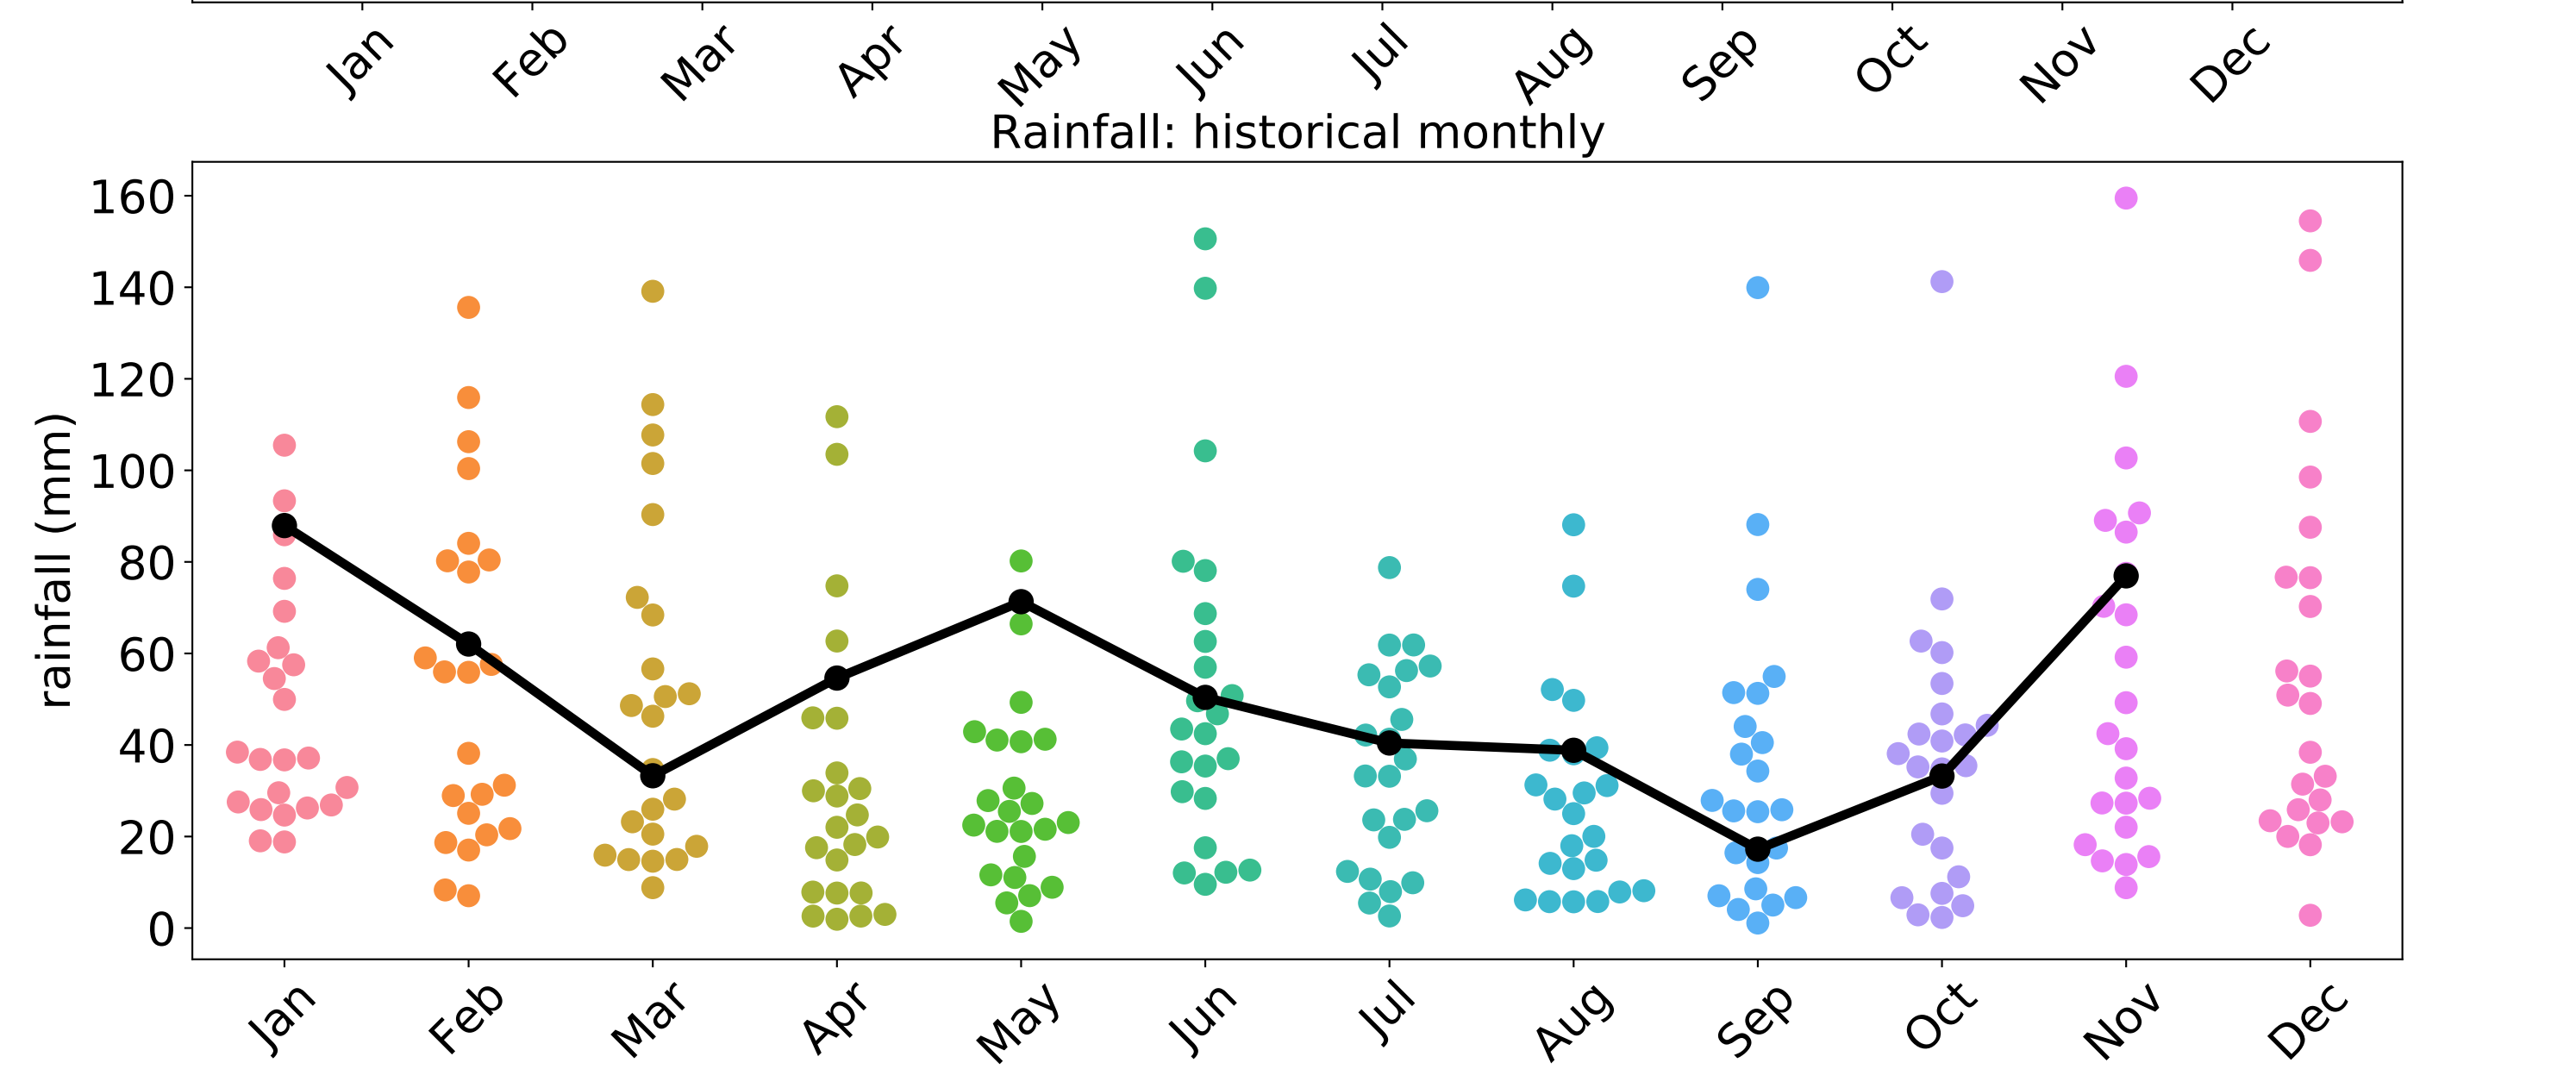 Jan Feb Mar Apr May Jun Jul Aug Sep Oct Nov Dec
Rainfall: historical monthly
160
140
120
100
80
60
40
20
0
rainfall (mm)
Jan Feb Mar Apr May Jun Jul Aug Sep Oct Nov Dec